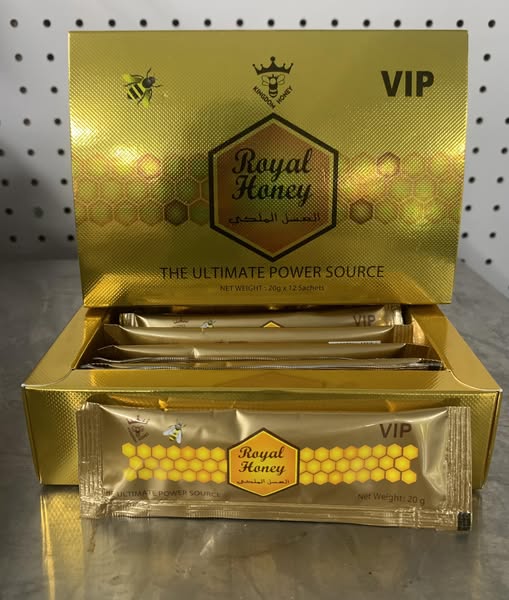 KINGDOM HONEY
VIP
Royal
Honey
العسل الملكي
THE ULTIMATE POWER SOURCE
NET WEIGHT : 20g x 12 Sachets
VIP
VIP
Royal
Honey
العسل الملكي
ULTIMATE POWER SOURCE
Net Weight: 20 g